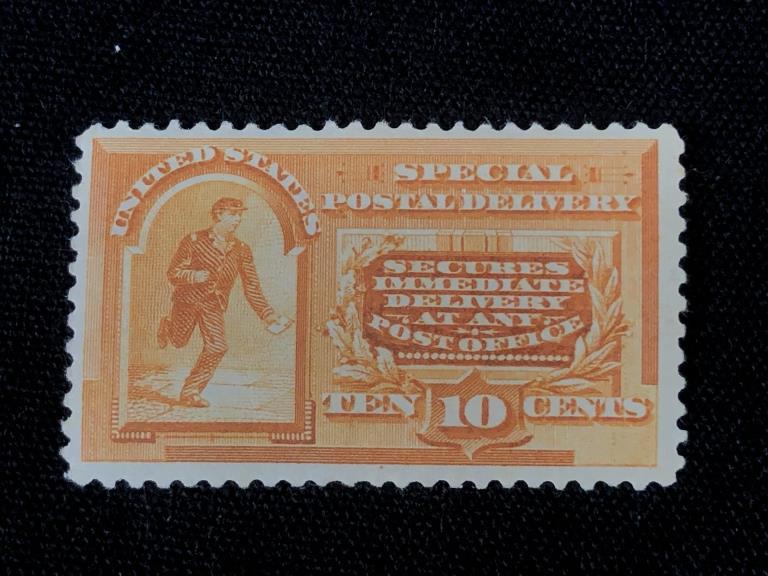 UNITED STATES
SPECIAL
POSTAL DELIVERY
SECURES
IMMEDIATE
DELIVERY
AT ANY
POST OFFICE
TEN 10 CENTS